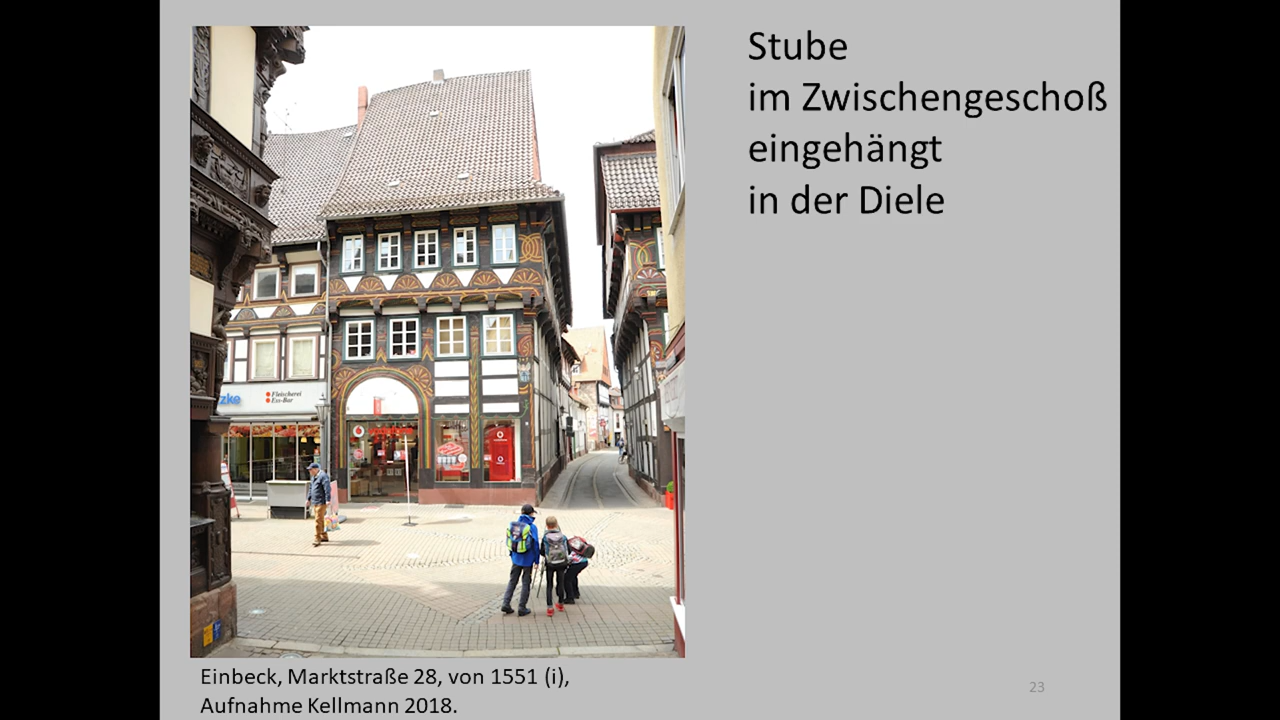 Stube
im Zwischengeschoß
eingehängt
in der Diele
zke
Fleischerei
Ess-Bar
Einbeck, Marktstraße 28, von 1551 (i),
Aufnahme Kellmann 2018.
23